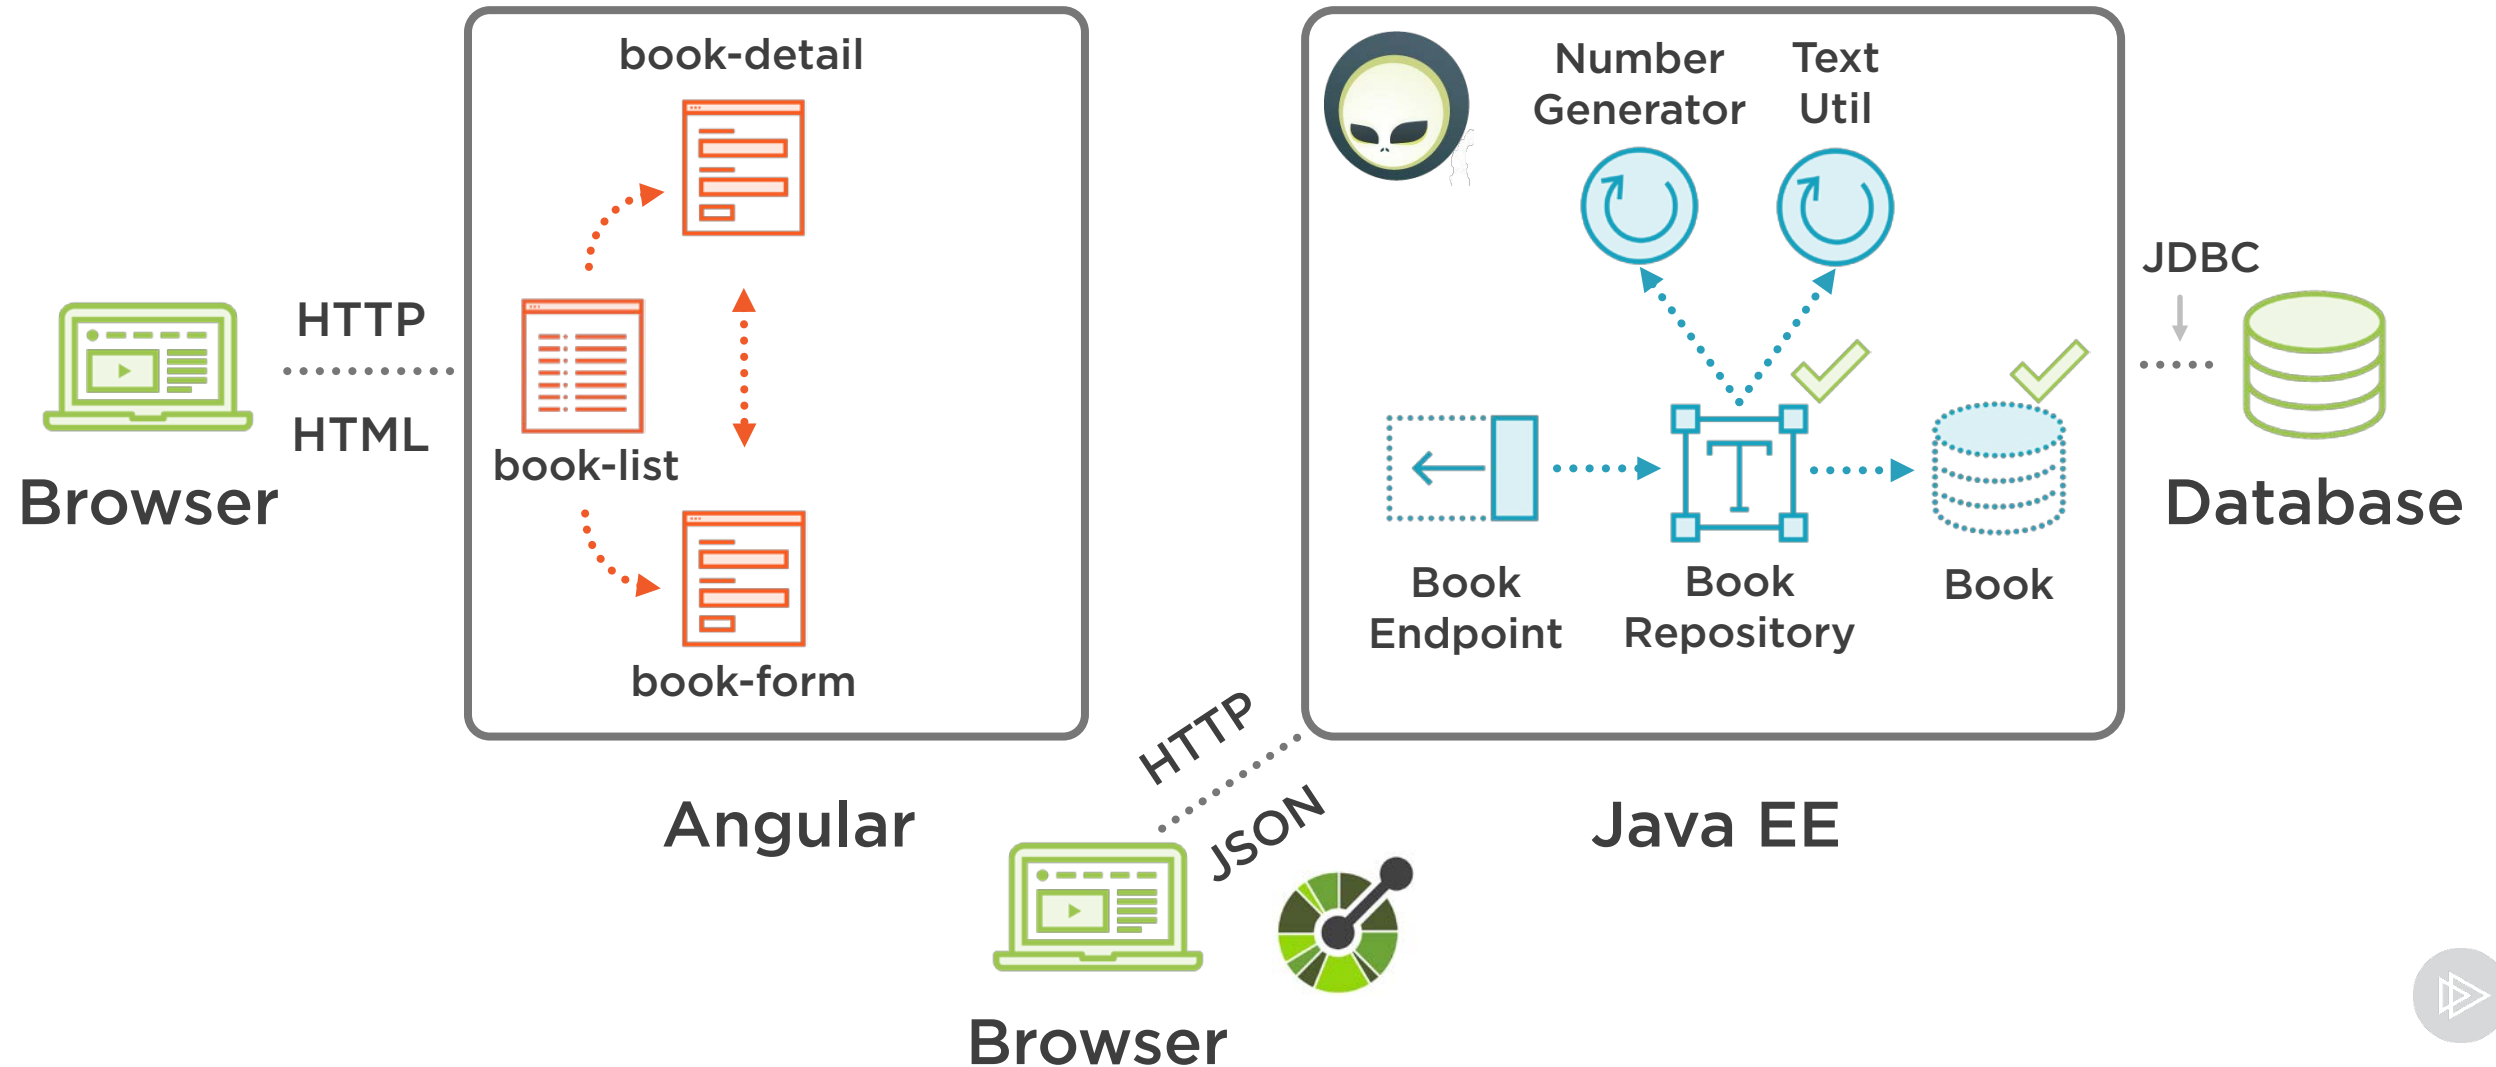 book-detail
HTTP
HTML
book-list
Browser
book-form
Angular
Number
Generator
Text
Util
JDBC
Book
Endpoint
Book
Repository
Book
Database
Java EE
HTTP
JSON
Browser